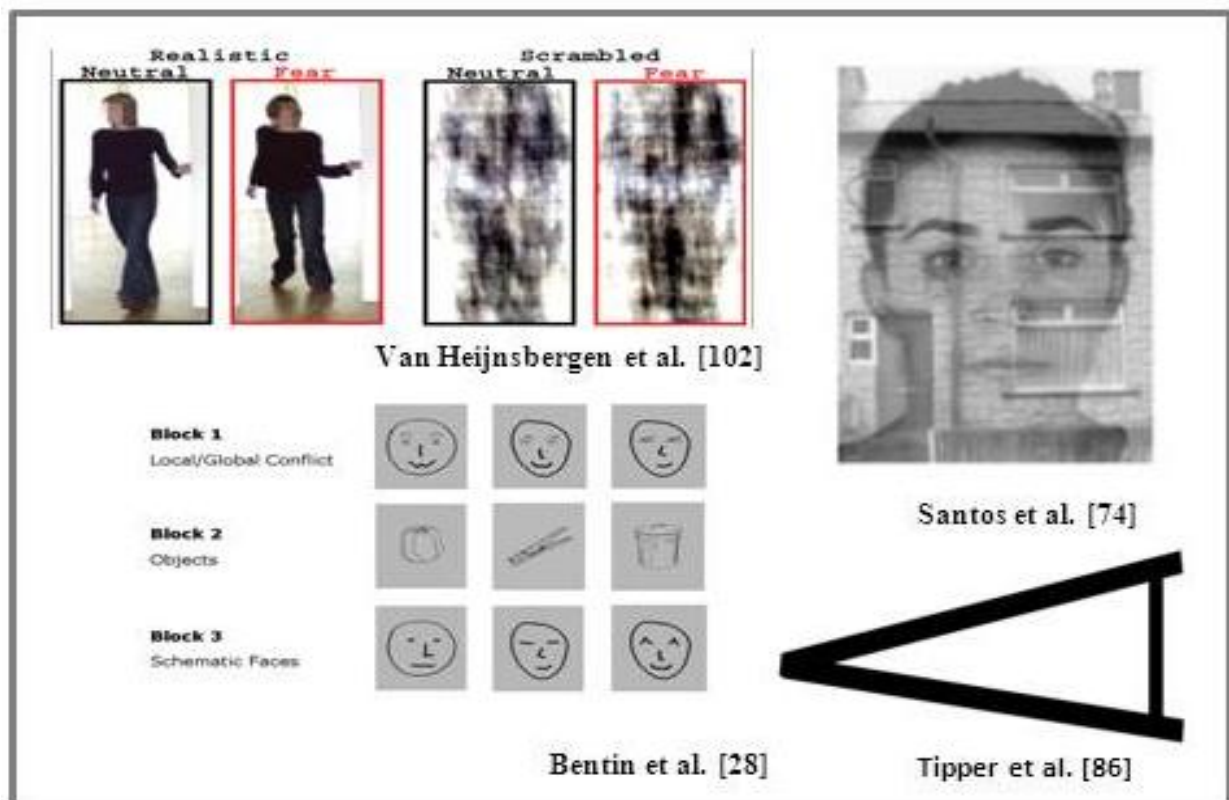 Realistic Scrambled
Neutral Fear Neutral Fear
Van Heijnsbergen et al. [102]
Block 1
Local/Global Conflict
Block 2
Objects
Block 3
Schematic Faces
Bentin et al. [28]
Santos et al. [74]
Tipper et al. [86]